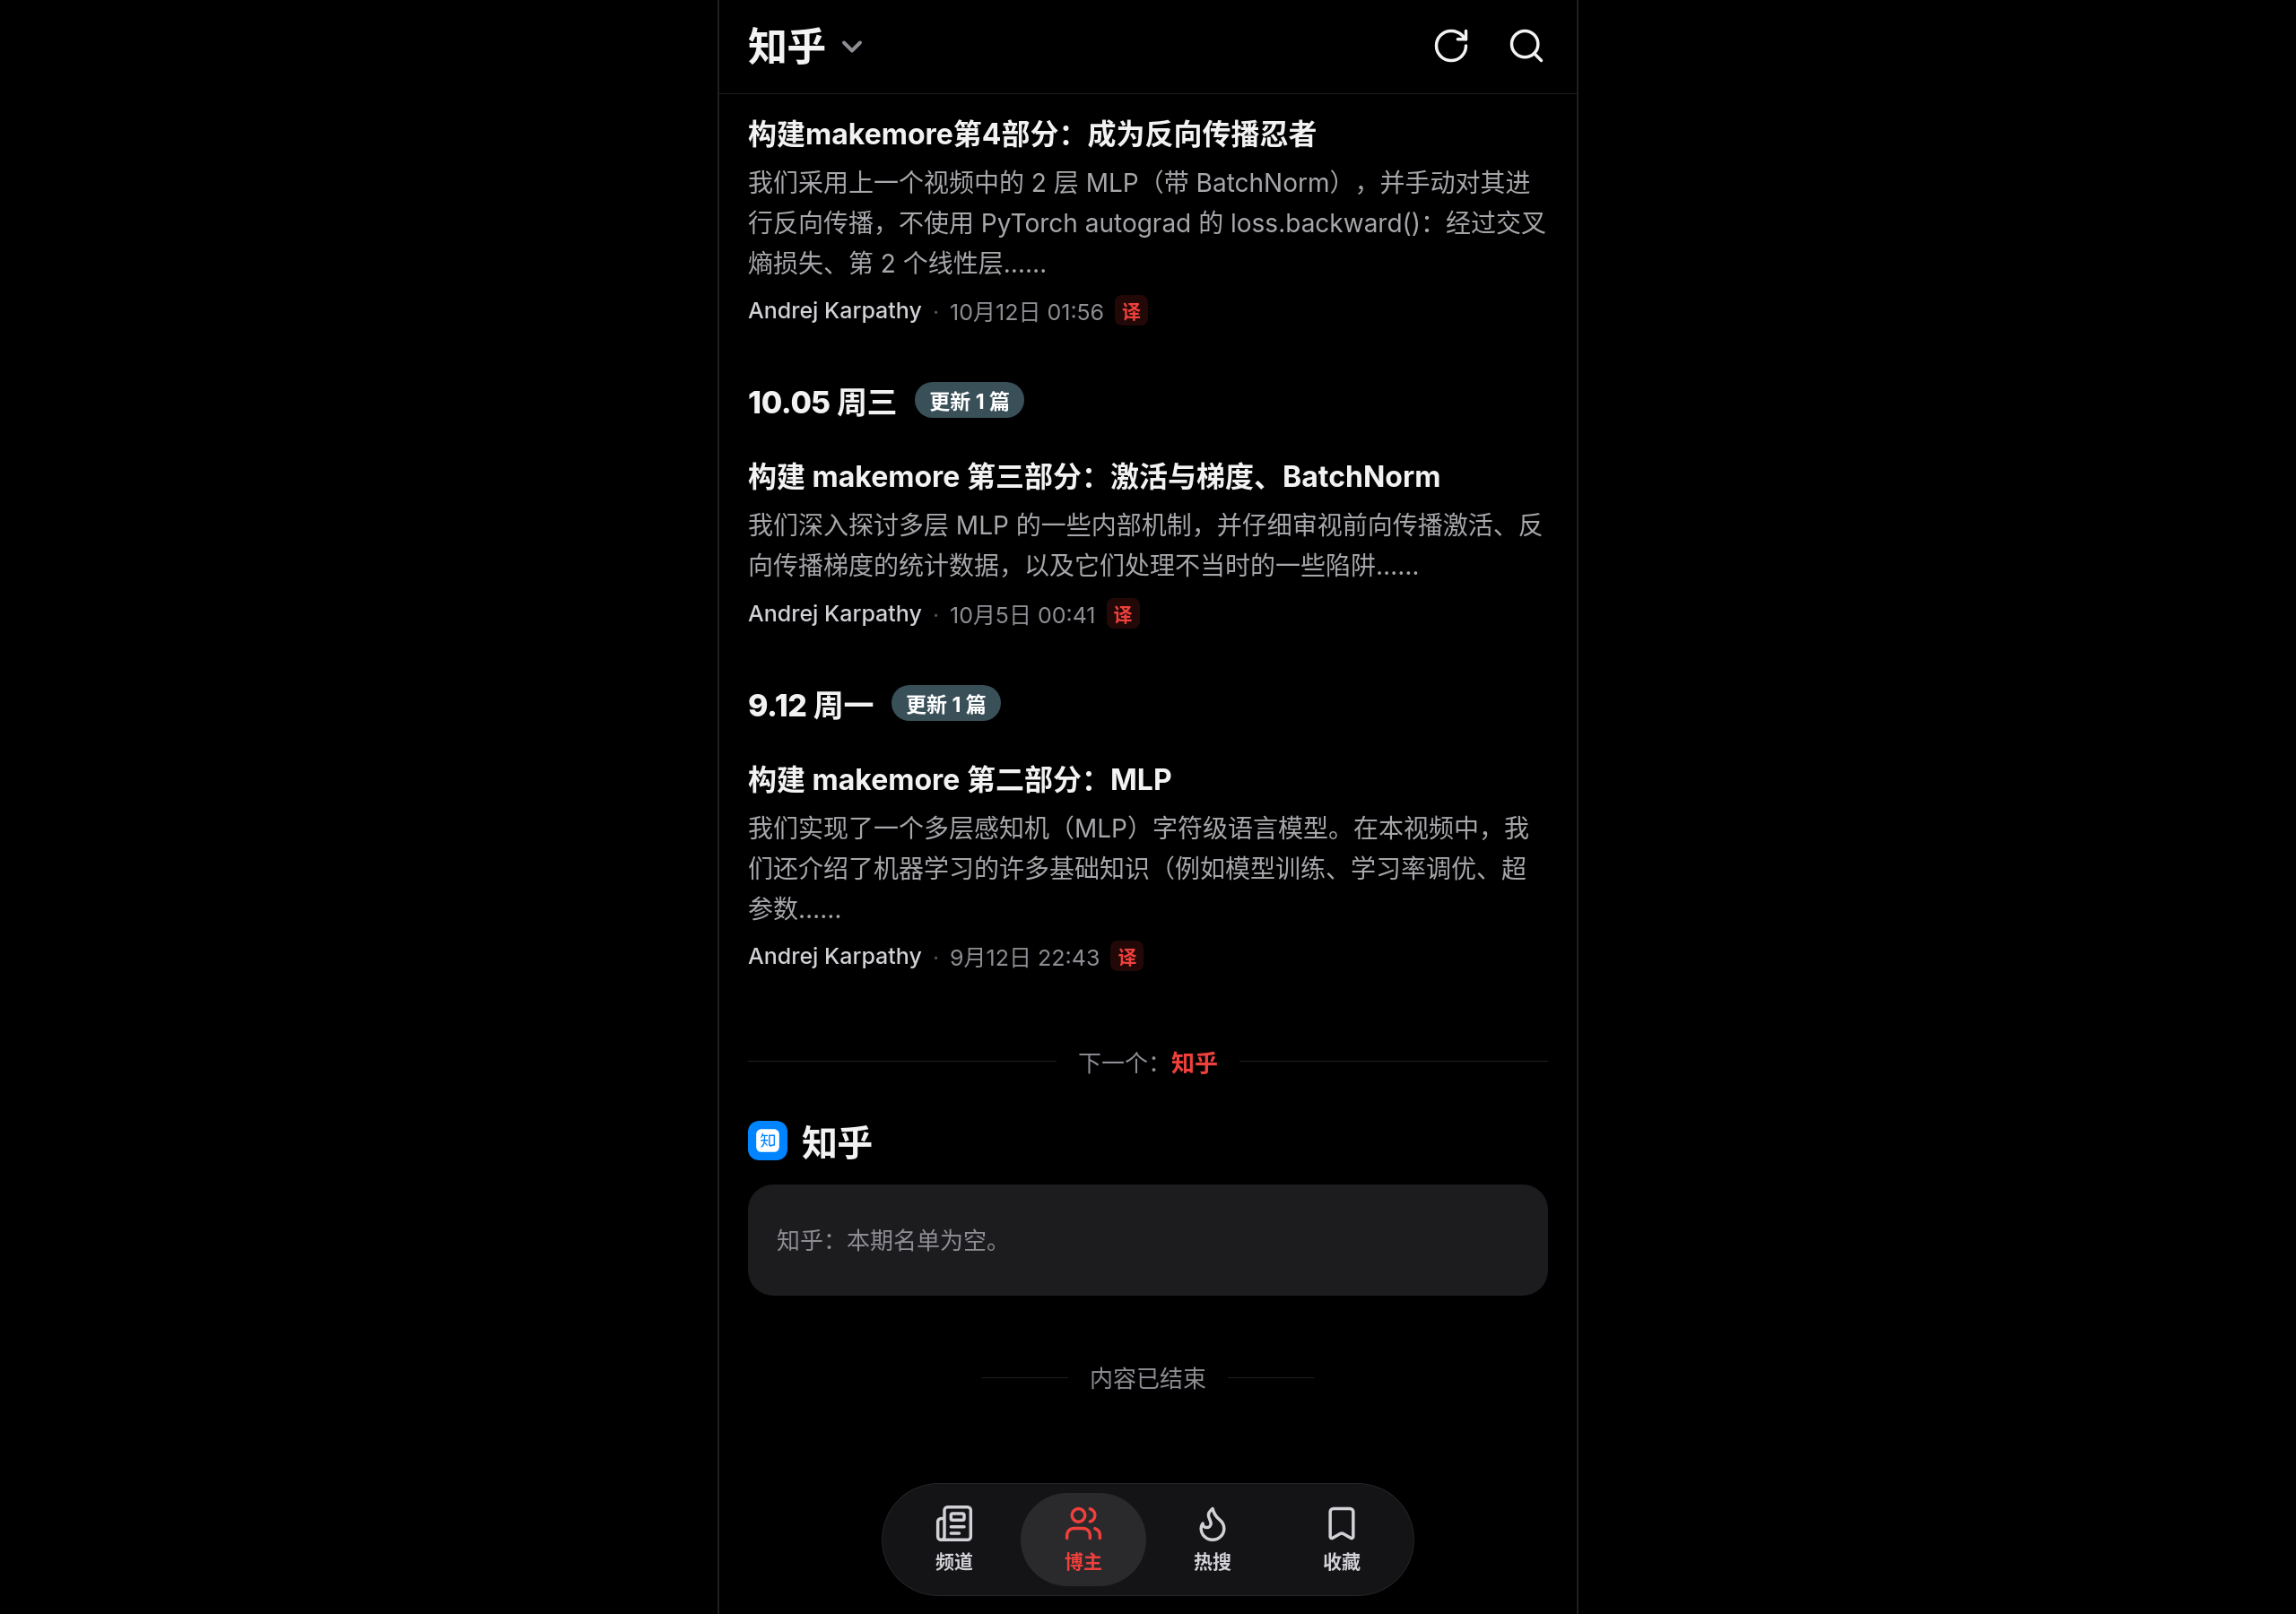 知乎
构建makemore第4部分：成为反向传播忍者
我们采用上一个视频中的 2 层 MLP（带 BatchNorm），并手动对其进
行反向传播，不使用 PyTorch autograd 的 loss.backward()：经过交叉
熵损失、第 2 个线性层……
Andrej Karpathy · 10月12日 01:56 译
10.05 周三 更新 1 篇
构建 makemore 第三部分：激活与梯度、BatchNorm
我们深入探讨多层 MLP 的一些内部机制，并仔细审视前向传播激活、反
向传播梯度的统计数据，以及它们处理不当时的一些陷阱……
Andrej Karpathy · 10月5日 00:41 译
9.12 周一 更新 1 篇
构建 makemore 第二部分：MLP
我们实现了一个多层感知机（MLP）字符级语言模型。在本视频中，我
们还介绍了机器学习的许多基础知识（例如模型训练、学习率调优、超
参数……
Andrej Karpathy · 9月12日 22:43 译
下一个：知乎
知 知乎
知乎：本期名单为空。
内容已结束
频道 博主 热搜 收藏